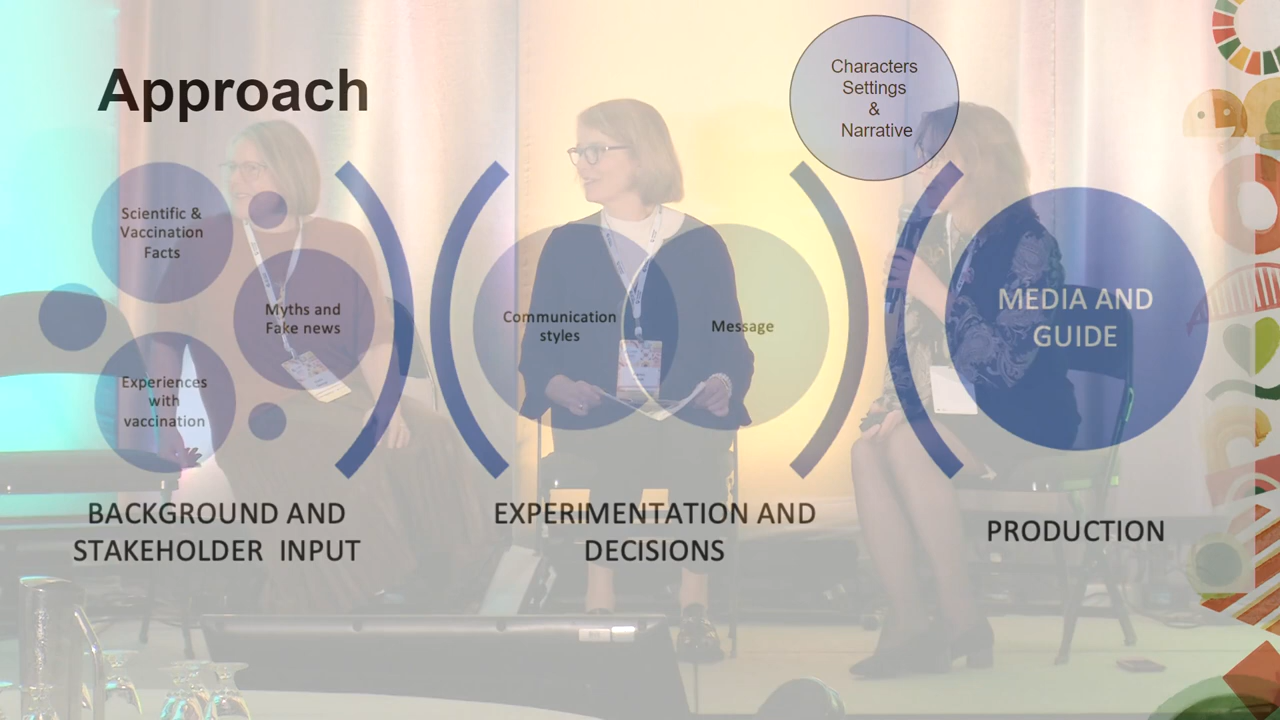 Approach
Characters
Settings
&
Narrative
Scientific &
Vaccination
Facts
Myths and
Fake news
Experiences
with
vaccination
Communication
styles
Message
MEDIA AND
GUIDE
BACKGROUND AND
STAKEHOLDER INPUT
EXPERIMENTATION AND
DECISIONS
PRODUCTION